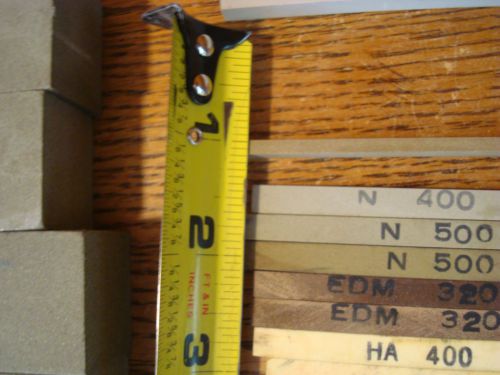 1
2
FT & IN
INCHES
3
N 400
N 500
N 500
EDM 320
EDM 320
HA 400